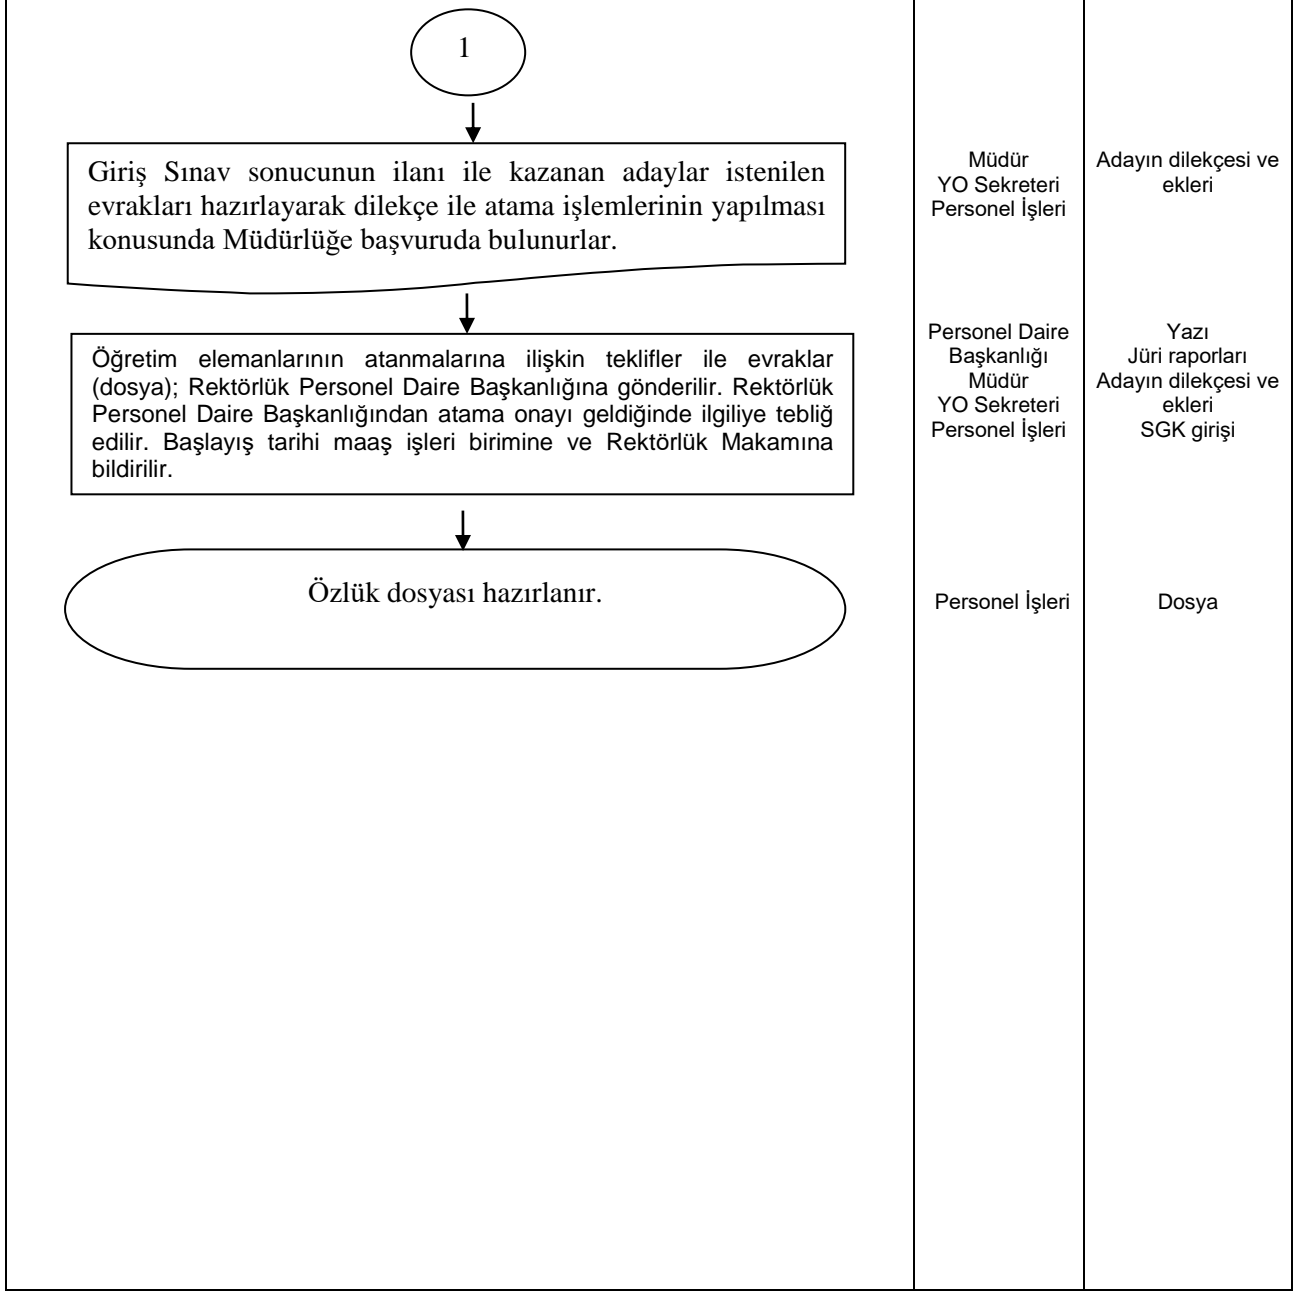 1
Giriş Sınav sonucunun ilanı ile kazanan adaylar istenilen
evrakları hazırlayarak dilekçe ile atama işlemlerinin yapılması
konusunda Müdürlüğe başvuruda bulunurlar.
Müdür
YO Sekreteri
Personel İşleri
Adayın dilekçesi ve
ekleri
Öğretim elemanlarının atanmalarına ilişkin teklifler ile evraklar
(dosya); Rektörlük Personel Daire Başkanlığına gönderilir. Rektörlük
Personel Daire Başkanlığından atama onayı geldiğinde ilgiliye tebliğ
edilir. Başlayış tarihi maaş işleri birimine ve Rektörlük Makamına
bildirilir.
Personel Daire
Başkanlığı
Müdür
YO Sekreteri
Personel İşleri
Yazı
Jüri raporları
Adayın dilekçesi ve
ekleri
SGK girişi
Özlük dosyası hazırlanır.
Personel İşleri
Dosya